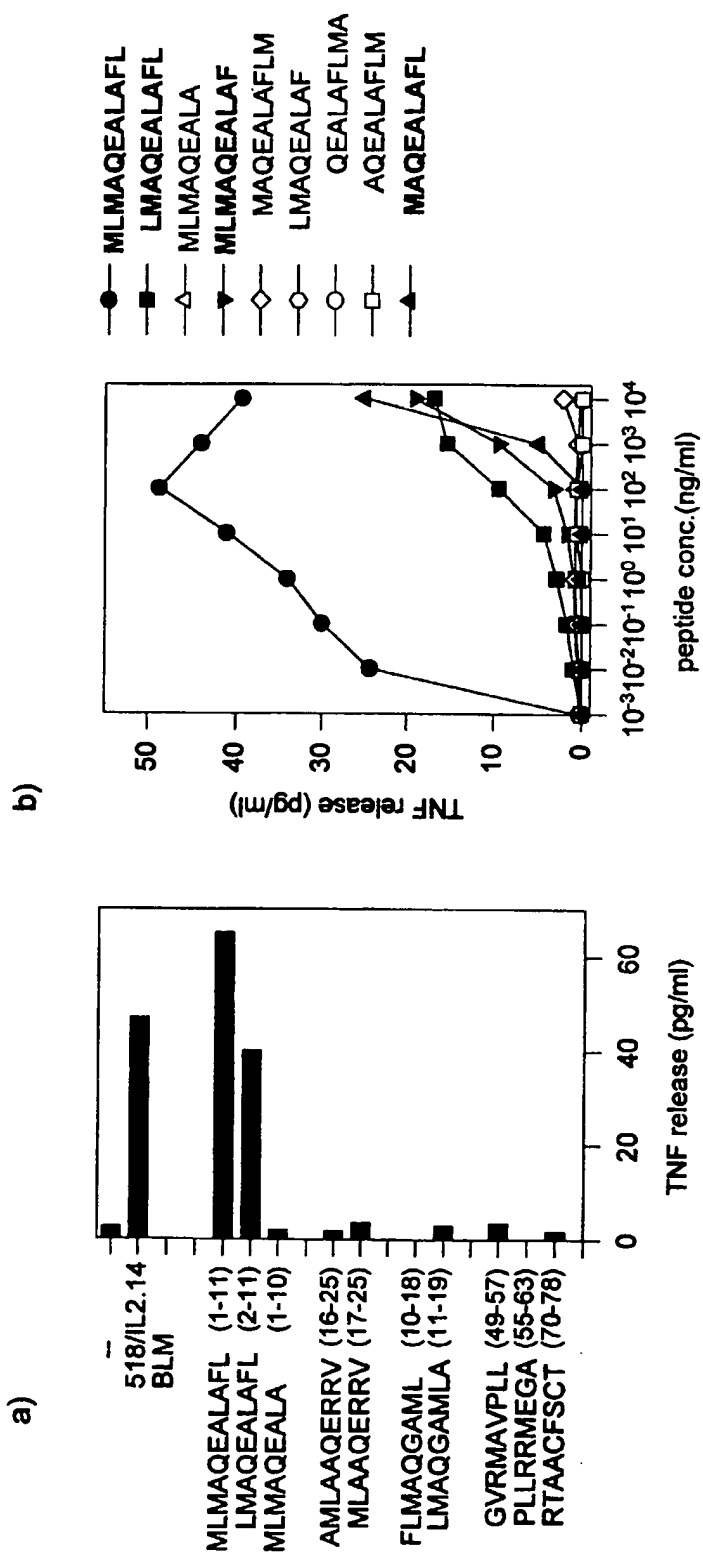 a)
--
518/IL2.14
BLM
MLMAQEALAFL (1-11)
LMAQEALAFL (2-11)
MLMAQEALA (1-10)
AMLAAQERRV (16-25)
MLAAQERRV (17-25)
FLMAQGAML (10-18)
LMAQGAMLA (11-19)
GVRMAVPLL (49-57)
PLLRRMEGA (55-63)
RTAACFSCT (70-78)
0 20 40 60
TNF release (pg/ml)
b)
TNF release (pg/ml)
50
40
30
20
10
0
10⁻³ 10⁻² 10⁻¹ 10⁰ 10¹ 10² 10³ 10⁴
peptide conc.(ng/ml)
MLMAQEALAFL
LMAQEALAFL
MLMAQEALA
MLMAQEALAF
MAQEALAFLM
LMAQEALAF
QEALAFLMA
AQEALAFLM
MAQEALAFL